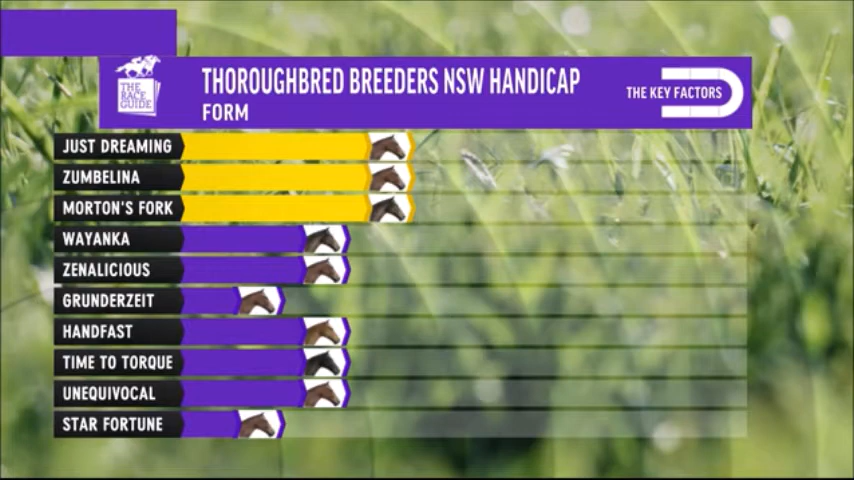 THE
RACE
GUIDE
THOROUGHBRED BREEDERS NSW HANDICAP
FORM
THE KEY FACTORS
JUST DREAMING
ZUMBELINA
MORTON'S FORK
WAYANKA
ZENALICIOUS
GRUNDERZEIT
HANDFAST
TIME TO TORQUE
UNEQUIVOCAL
STAR FORTUNE